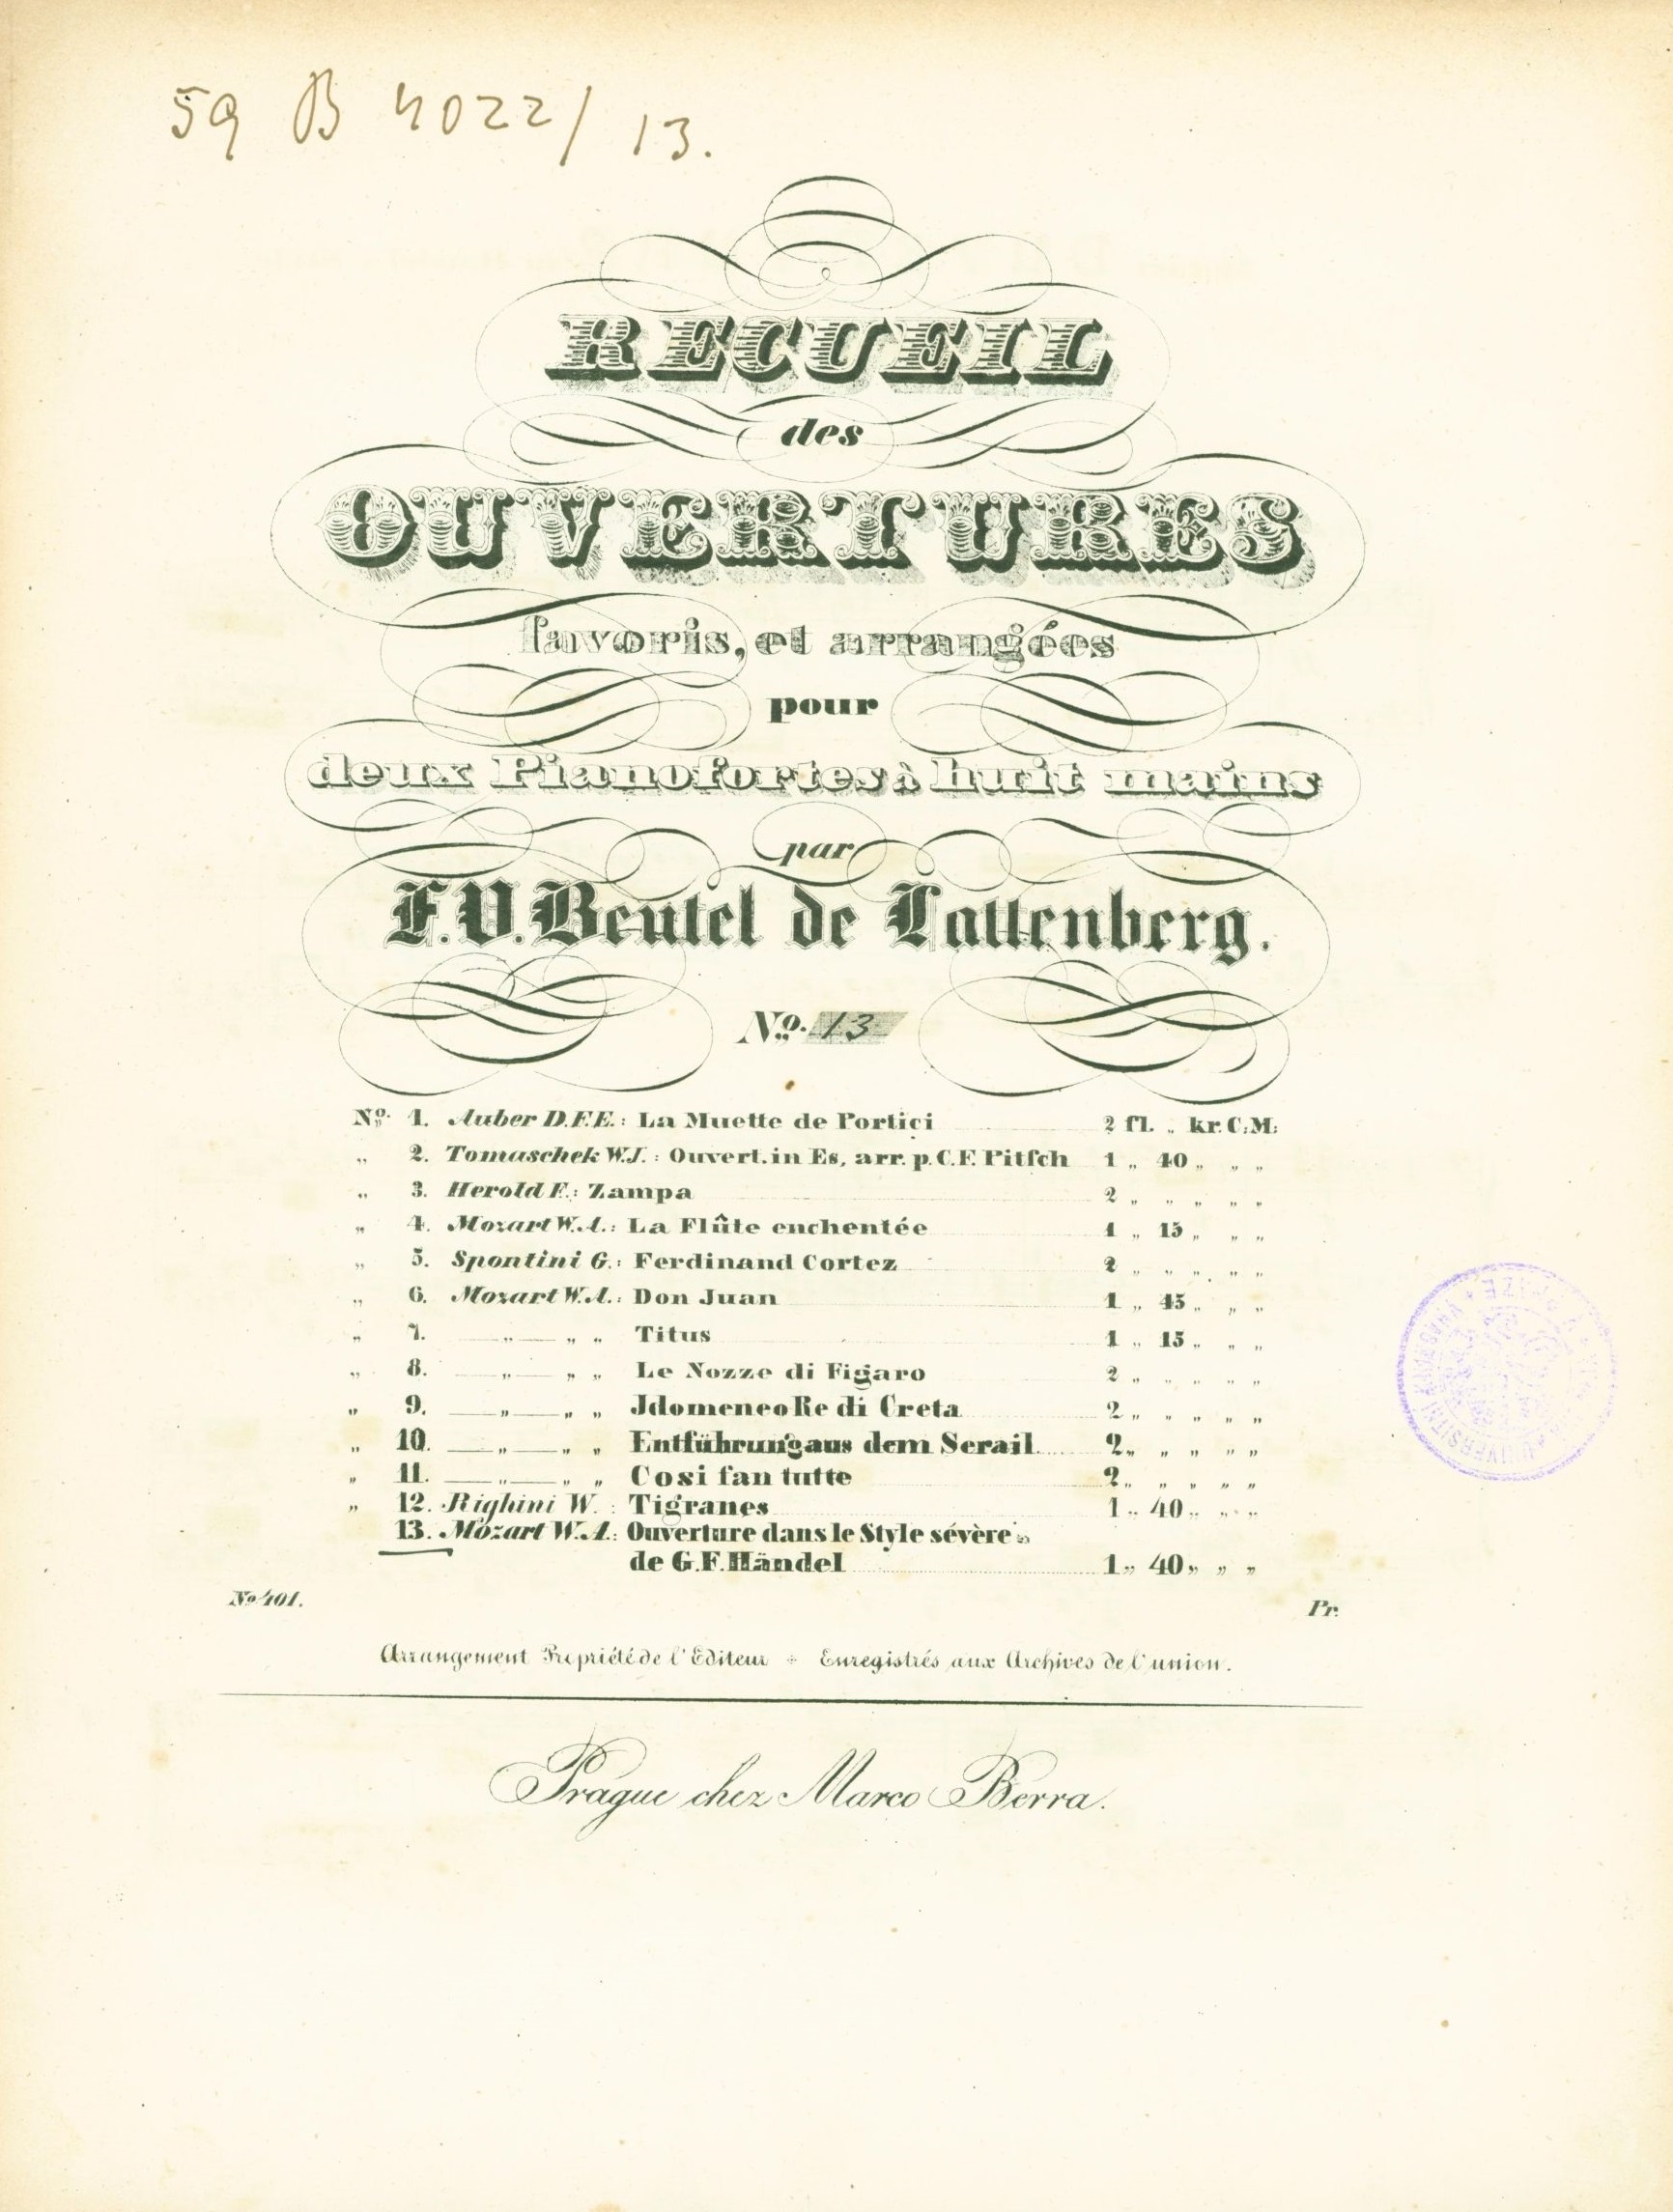 59 B 4022/13.
RECUEIL
des
OUVERTURES
favoris, et arrangées
pour
deux Pianofortes à huit mains
par
F. V. Beutel de Lattenberg.
No. 13
No. 1. Auber D.F.E.: La Muette de Portici 2 fl. „ kr. C:M:
„ 2. Tomaschek W.J.: Ouvert. in Es, arr. p. C.F. Pitſch 1 „ 40 „ „ „
„ 3. Herold F.: Zampa 2 „ „ „ „ „
„ 4. Mozart W.A.: La Flûte enchentée 1 „ 15 „ „ „
„ 5. Spontini G.: Ferdinand Cortez 2 „ „ „ „ „
„ 6. Mozart W.A.: Don Juan 1 „ 45 „ „ „
„ 7. —„— „ „ Titus 1 „ 15 „ „ „
„ 8. —„— „ „ Le Nozze di Figaro 2 „ „ „ „ „
„ 9. —„— „ „ Jdomeneo Re di Creta 2 „ „ „ „ „
„ 10. —„— „ „ Entführung aus dem Serail 2 „ „ „ „ „
„ 11. —„— „ „ Cosi fan tutte 2 „ „ „ „ „
„ 12. Righini W.: Tigranes 1 „ 40 „ „ „
13. Mozart W.A.: Ouverture dans le Style sévère
de G.F. Händel 1 „ 40 „ „ „
No 401. Pr.
Arrangement Propriété de l'Editeur Enregistrés aux Archives de l'union.
Prague chez Marco Berra.